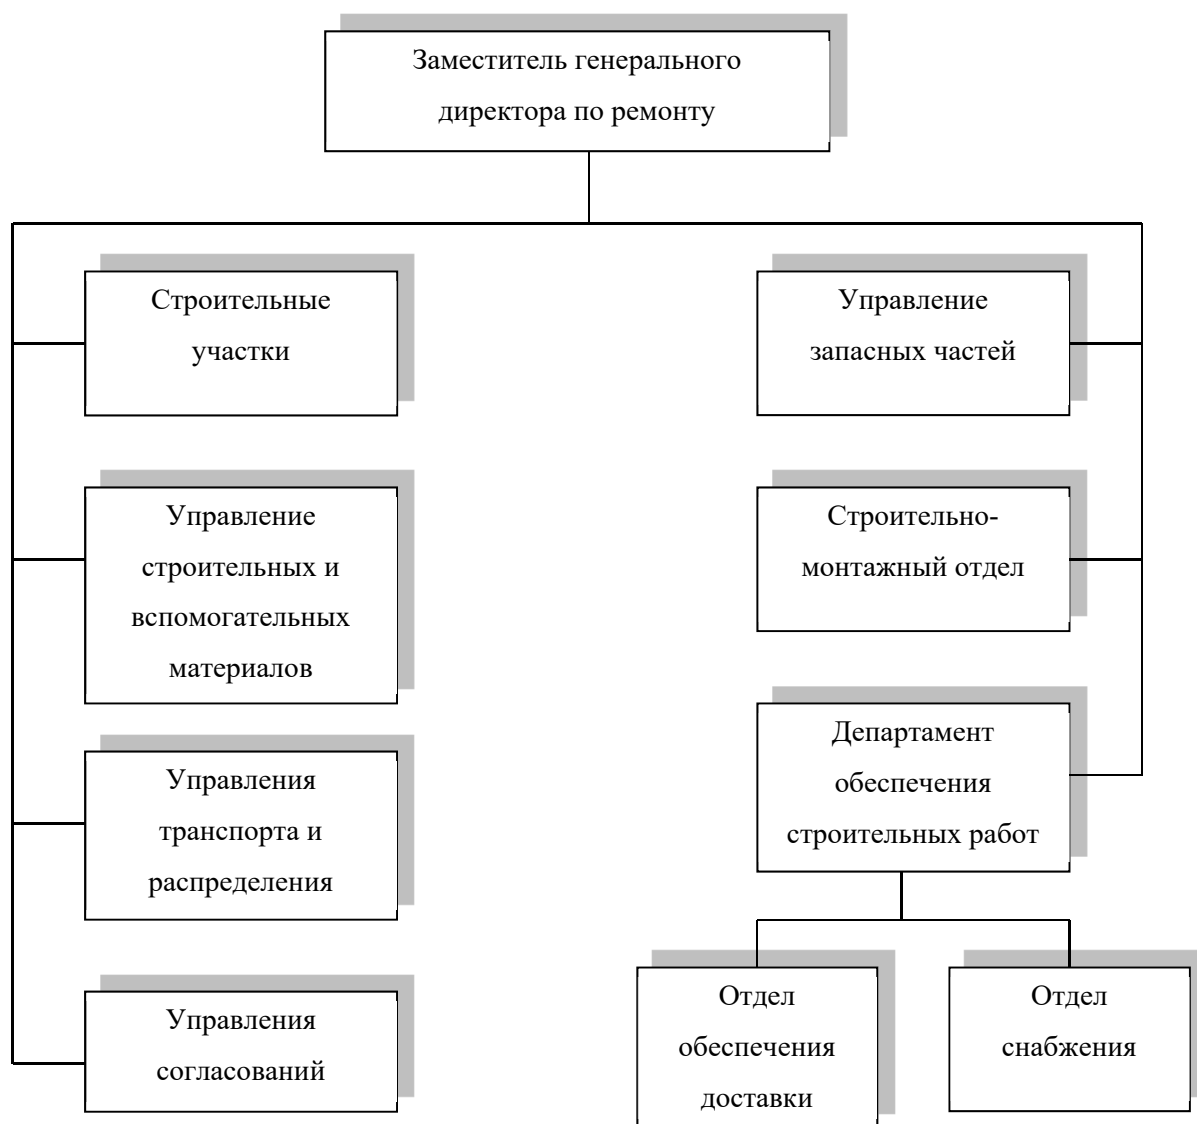 Заместитель генерального
директора по ремонту
Строительные
участки
Управление
строительных и
вспомогательных
материалов
Управления
транспорта и
распределения
Управления
согласований
Управление
запасных частей
Строительно-
монтажный отдел
Департамент
обеспечения
строительных работ
Отдел
обеспечения
доставки
Отдел
снабжения